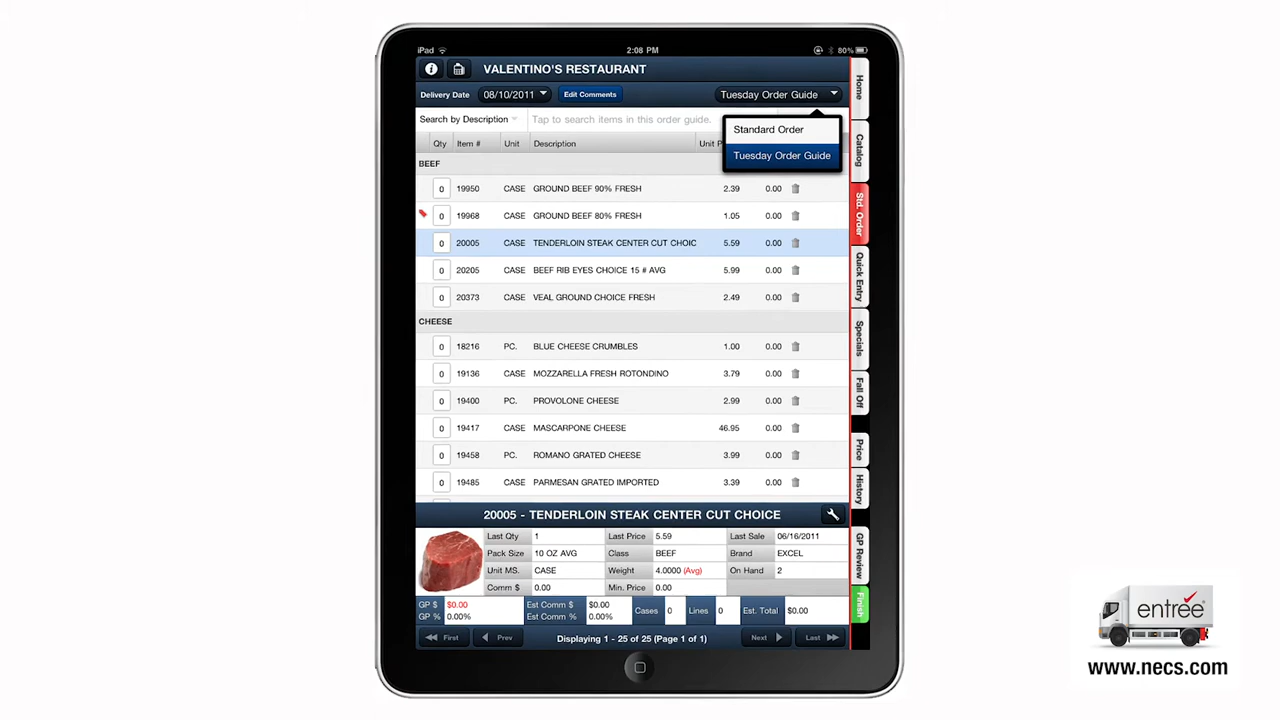 iPad 2:08 PM 80%
VALENTINO'S RESTAURANT
Delivery Date 08/10/2011 Edit Comments Tuesday Order Guide
Search by Description Tap to search items in this order guide.
Standard Order
Tuesday Order Guide
Qty Item # Unit Description Unit P
BEEF
0 19950 CASE GROUND BEEF 90% FRESH 2.39 0.00
0 19968 CASE GROUND BEEF 80% FRESH 1.05 0.00
0 20005 CASE TENDERLOIN STEAK CENTER CUT CHOIC 5.59 0.00
0 20205 CASE BEEF RIB EYES CHOICE 15 # AVG 5.99 0.00
0 20373 CASE VEAL GROUND CHOICE FRESH 2.49 0.00
CHEESE
0 18216 PC. BLUE CHEESE CRUMBLES 1.00 0.00
0 19136 CASE MOZZARELLA FRESH ROTONDINO 3.79 0.00
0 19400 PC. PROVOLONE CHEESE 2.99 0.00
0 19417 CASE MASCARPONE CHEESE 46.95 0.00
0 19458 PC. ROMANO GRATED CHEESE 3.99 0.00
0 19485 CASE PARMESAN GRATED IMPORTED 3.39 0.00
20005 - TENDERLOIN STEAK CENTER CUT CHOICE
Last Qty 1 Last Price 5.59 Last Sale 06/16/2011
Pack Size 10 OZ AVG Class BEEF Brand EXCEL
Unit MS. CASE Weight 4.0000 (Avg) On Hand 2
Comm $ 0.00 Min. Price 0.00
GP $ $0.00 Est Comm $ $0.00 Cases 0 Lines 0 Est. Total $0.00
GP % 0.00% Est Comm % 0.00%
First Prev Displaying 1 - 25 of 25 (Page 1 of 1) Next Last
Home
Catalog
Std. Order
Quick Entry
Specials
Fall Off
Price
History
GP Review
Finish
entrée
www.necs.com